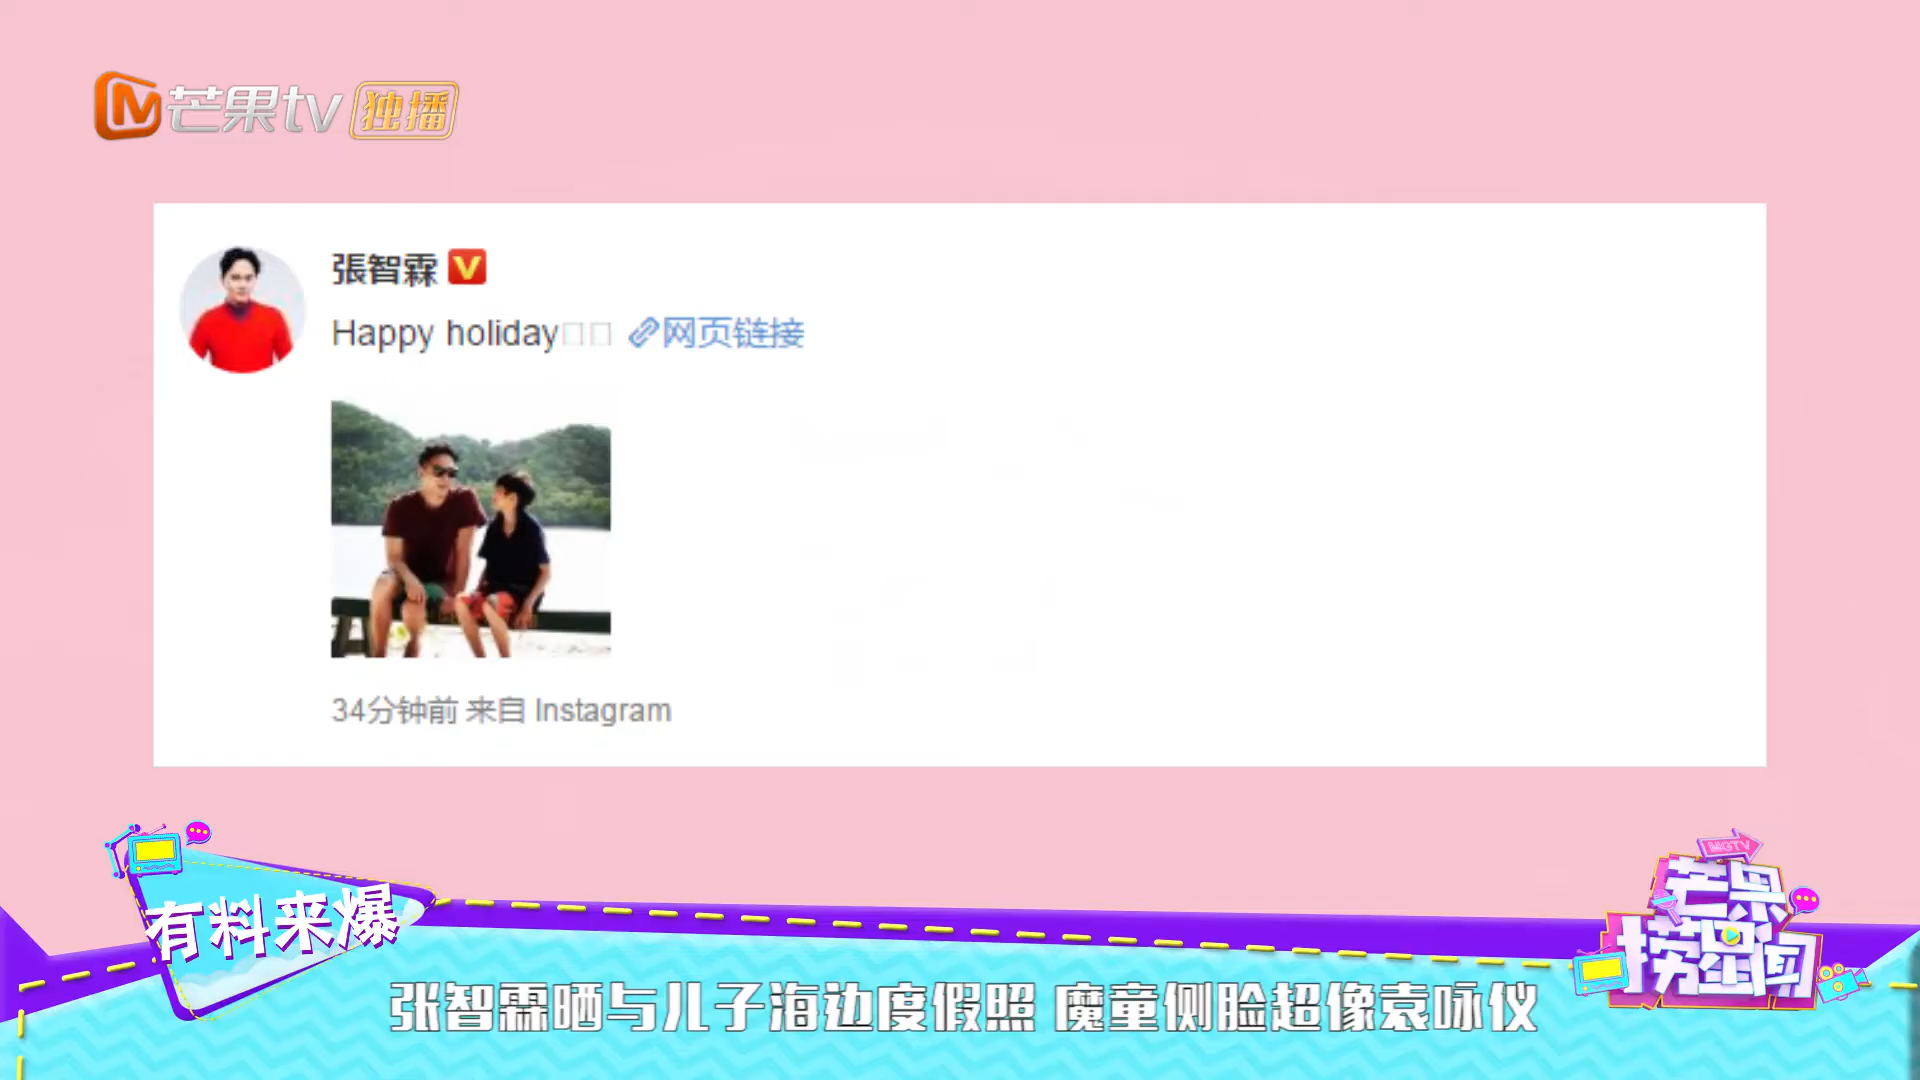 芒果tv 独播
張智霖 V
Happy holiday 网页链接
34分钟前 来自 Instagram
有料来爆
MGTV
芒果
捞星闻
张智霖晒与儿子海边度假照 魔童侧脸超像袁咏仪